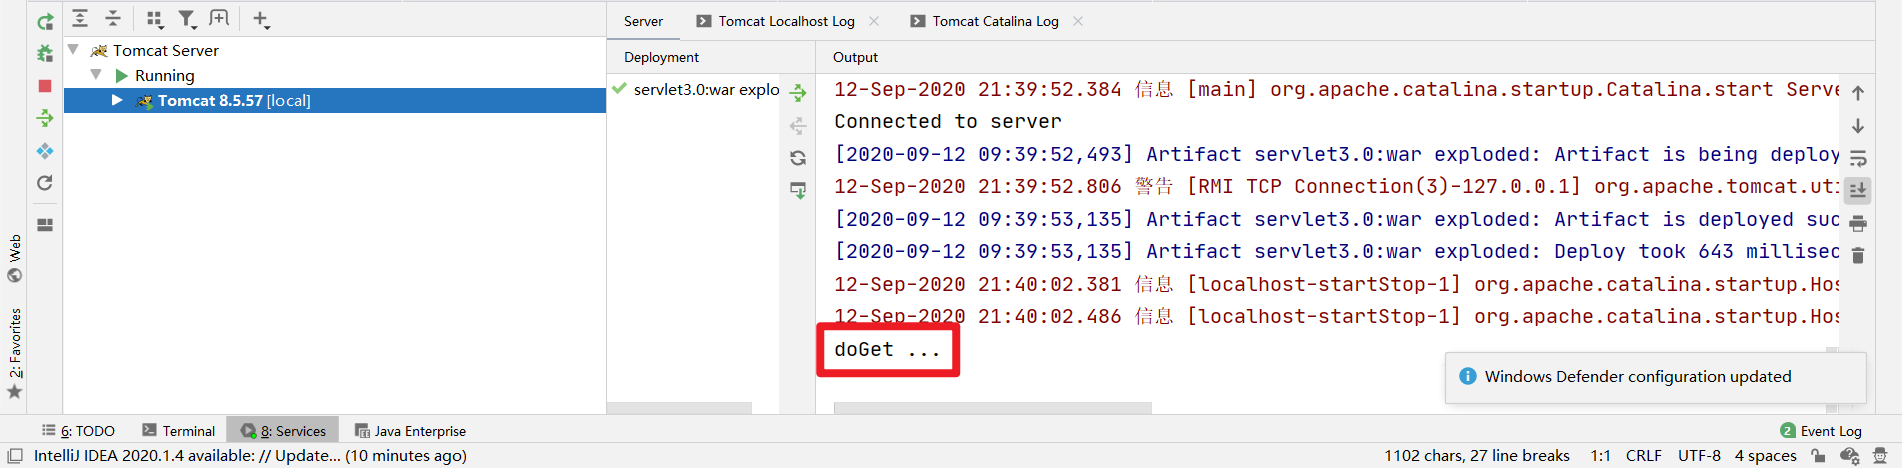 Server
Tomcat Localhost Log
Tomcat Catalina Log
Tomcat Server
Running
Tomcat 8.5.57 [local]
Deployment
servlet3.0:war explo
Output
12-Sep-2020 21:39:52.384 信息 [main] org.apache.catalina.startup.Catalina.start Serve
Connected to server
[2020-09-12 09:39:52,493] Artifact servlet3.0:war exploded: Artifact is being deploy
12-Sep-2020 21:39:52.806 警告 [RMI TCP Connection(3)-127.0.0.1] org.apache.tomcat.uti
[2020-09-12 09:39:53,135] Artifact servlet3.0:war exploded: Artifact is deployed suc
[2020-09-12 09:39:53,135] Artifact servlet3.0:war exploded: Deploy took 643 millisec
12-Sep-2020 21:40:02.381 信息 [localhost-startStop-1] org.apache.catalina.startup.Hos
12-Sep-2020 21:40:02.486 信息 [localhost-startStop-1] org.apache.catalina.startup.Hos
doGet ...
Windows Defender configuration updated
Web
2: Favorites
6: TODO
Terminal
8: Services
Java Enterprise
2 Event Log
IntelliJ IDEA 2020.1.4 available: // Update... (10 minutes ago)
1102 chars, 27 line breaks 1:1 CRLF UTF-8 4 spaces